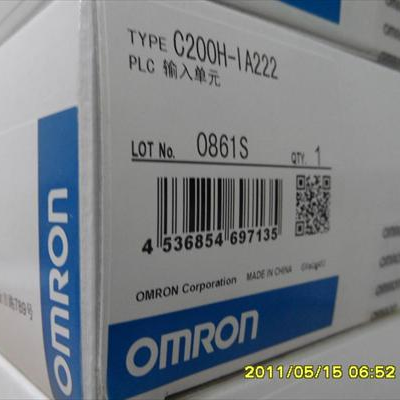 TYPE C200H-IA222
PLC 输入单元
LOT No. 0861S QTY. 1
4 536854 697135
OMRON Corporation MADE IN CHINA
OMRON
OMRON
2011/05/15 06:52